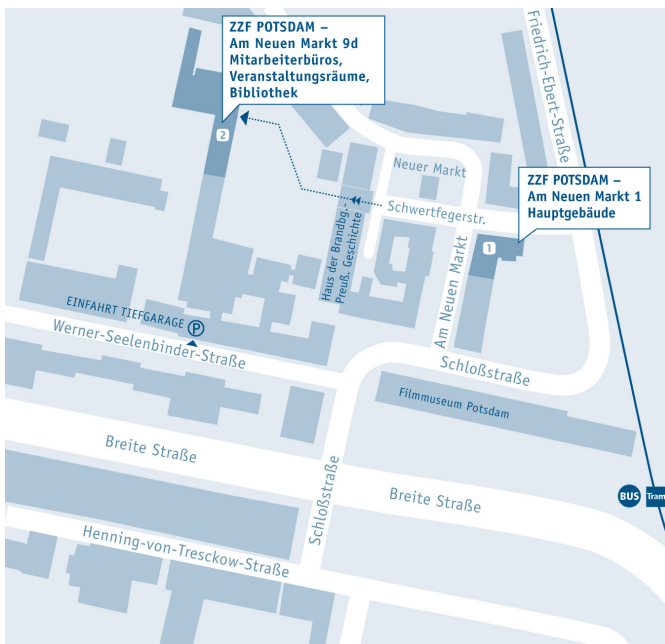 ZZF POTSDAM –
Am Neuen Markt 9d
Mitarbeiterbüros,
Veranstaltungsräume,
Bibliothek
2
Friedrich-Ebert-Straße
Neuer Markt
ZZF POTSDAM –
Am Neuen Markt 1
Hauptgebäude
Schwertfegerstr.
Haus der Brandbg.-
Preuß. Geschichte
1
Am Neuen Markt
EINFAHRT TIEFGARAGE P
Werner-Seelenbinder-Straße
Schloßstraße
Filmmuseum Potsdam
Breite Straße
Schloßstraße
Breite Straße
BUS Tram
Henning-von-Tresckow-Straße